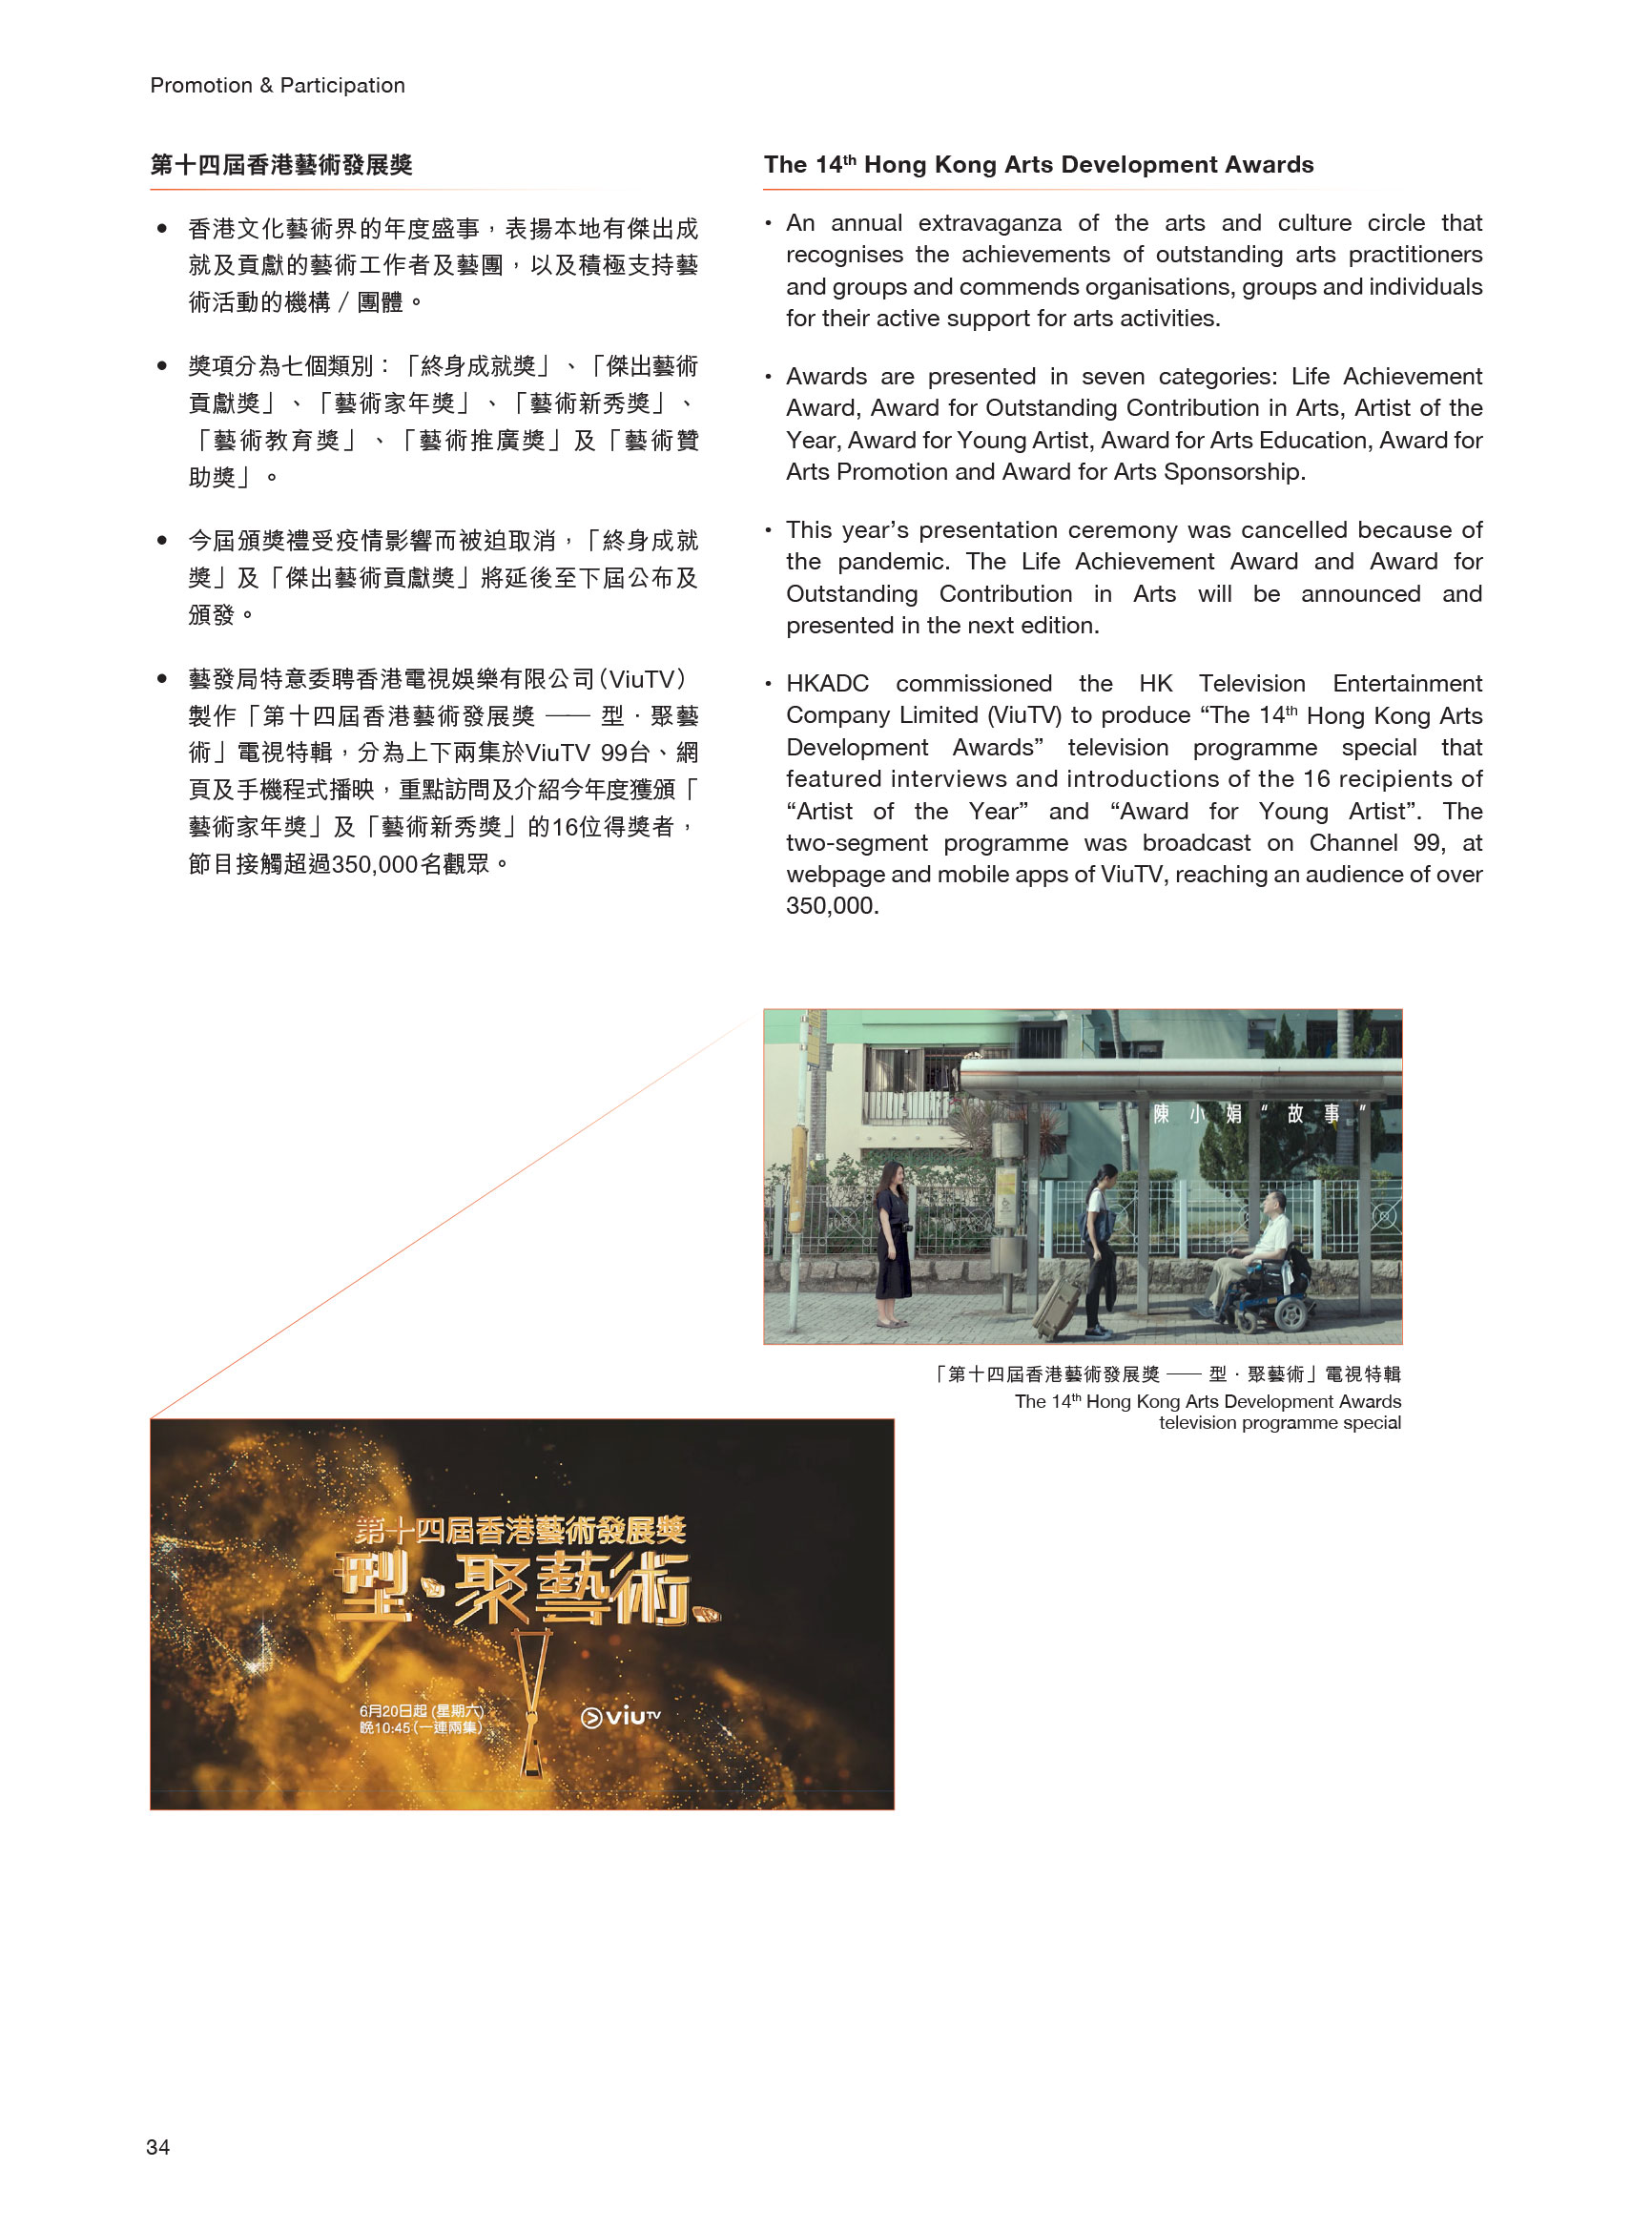 Promotion & Participation
第十四屆香港藝術發展獎
● 香港文化藝術界的年度盛事，表揚本地有傑出成
就及貢獻的藝術工作者及藝團，以及積極支持藝
術活動的機構 / 團體。
● 獎項分為七個類別：「終身成就獎」、「傑出藝術
貢獻獎」、「藝術家年獎」、「藝術新秀獎」、
「藝術教育獎」、「藝術推廣獎」及「藝術贊
助獎」。
● 今屆頒獎禮受疫情影響而被迫取消，「終身成就
獎」及「傑出藝術貢獻獎」將延後至下屆公布及
頒發。
● 藝發局特意委聘香港電視娛樂有限公司（ViuTV）
製作「第十四屆香港藝術發展獎 —— 型．聚藝
術」電視特輯，分為上下兩集於ViuTV 99台、網
頁及手機程式播映，重點訪問及介紹今年度獲頒「
藝術家年獎」及「藝術新秀獎」的16位得獎者，
節目接觸超過350,000名觀眾。
The 14th Hong Kong Arts Development Awards
• An annual extravaganza of the arts and culture circle that
recognises the achievements of outstanding arts practitioners
and groups and commends organisations, groups and individuals
for their active support for arts activities.
• Awards are presented in seven categories: Life Achievement
Award, Award for Outstanding Contribution in Arts, Artist of the
Year, Award for Young Artist, Award for Arts Education, Award for
Arts Promotion and Award for Arts Sponsorship.
• This year’s presentation ceremony was cancelled because of
the pandemic. The Life Achievement Award and Award for
Outstanding Contribution in Arts will be announced and
presented in the next edition.
• HKADC commissioned the HK Television Entertainment
Company Limited (ViuTV) to produce “The 14th Hong Kong Arts
Development Awards” television programme special that
featured interviews and introductions of the 16 recipients of
“Artist of the Year” and “Award for Young Artist”. The
two-segment programme was broadcast on Channel 99, at
webpage and mobile apps of ViuTV, reaching an audience of over
350,000.
陳小娟“故事”
「第十四屆香港藝術發展獎 —— 型．聚藝術」電視特輯
The 14th Hong Kong Arts Development Awards
television programme special
第十四屆香港藝術發展獎
型、聚藝術
6月20日起 (星期六)
晚10:45（一連兩集）
viuTV
34